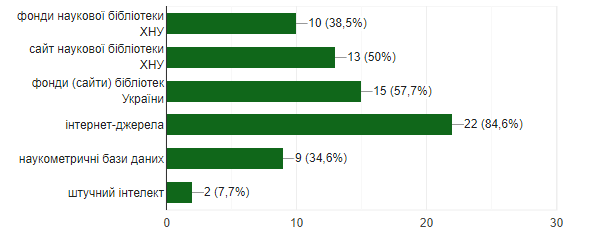 фонди наукової бібліотеки
ХНУ
10 (38,5%)
сайт наукової бібліотеки
ХНУ
13 (50%)
фонди (сайти) бібліотек
України
15 (57,7%)
інтернет-джерела
22 (84,6%)
наукометричні бази даних
9 (34,6%)
штучний інтелект
2 (7,7%)
0
10
20
30